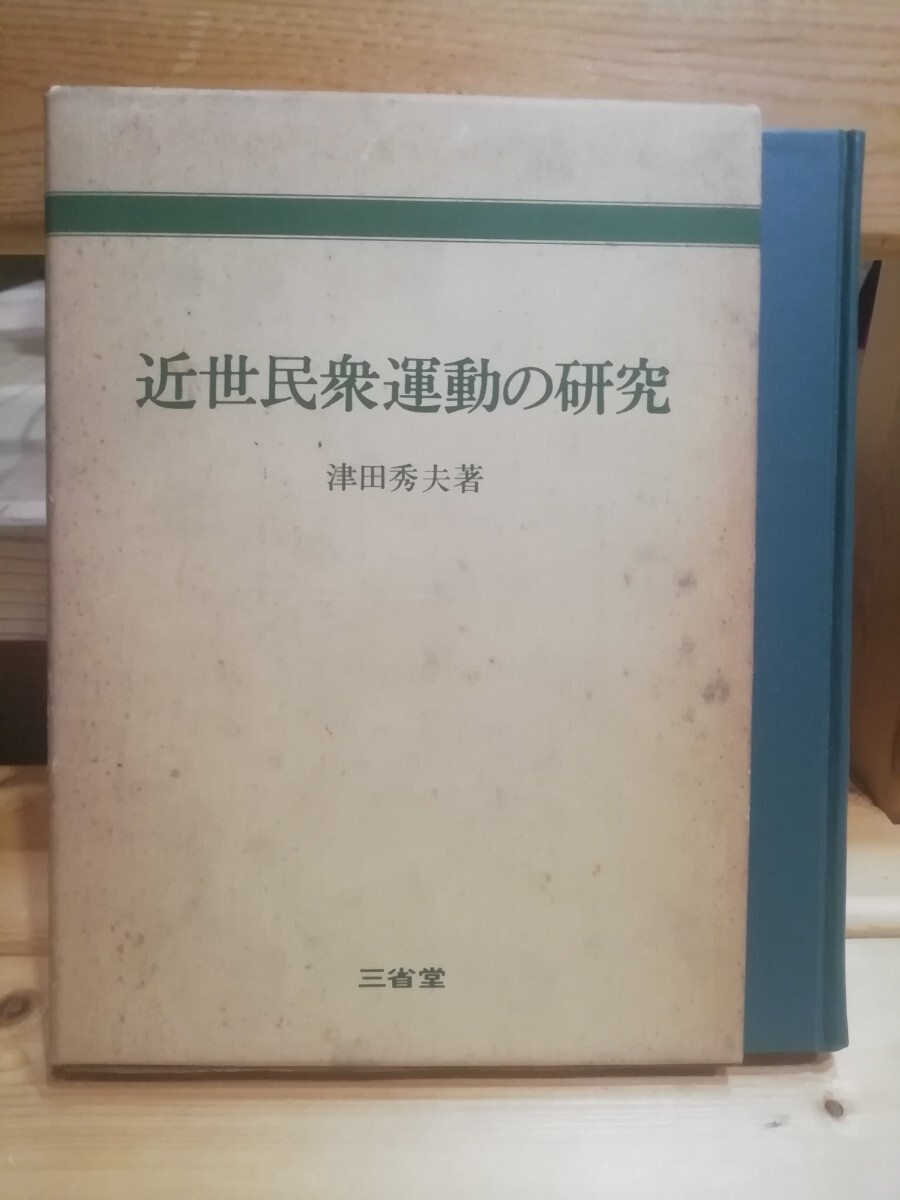 近世民衆運動の研究
津田秀夫著
三省堂